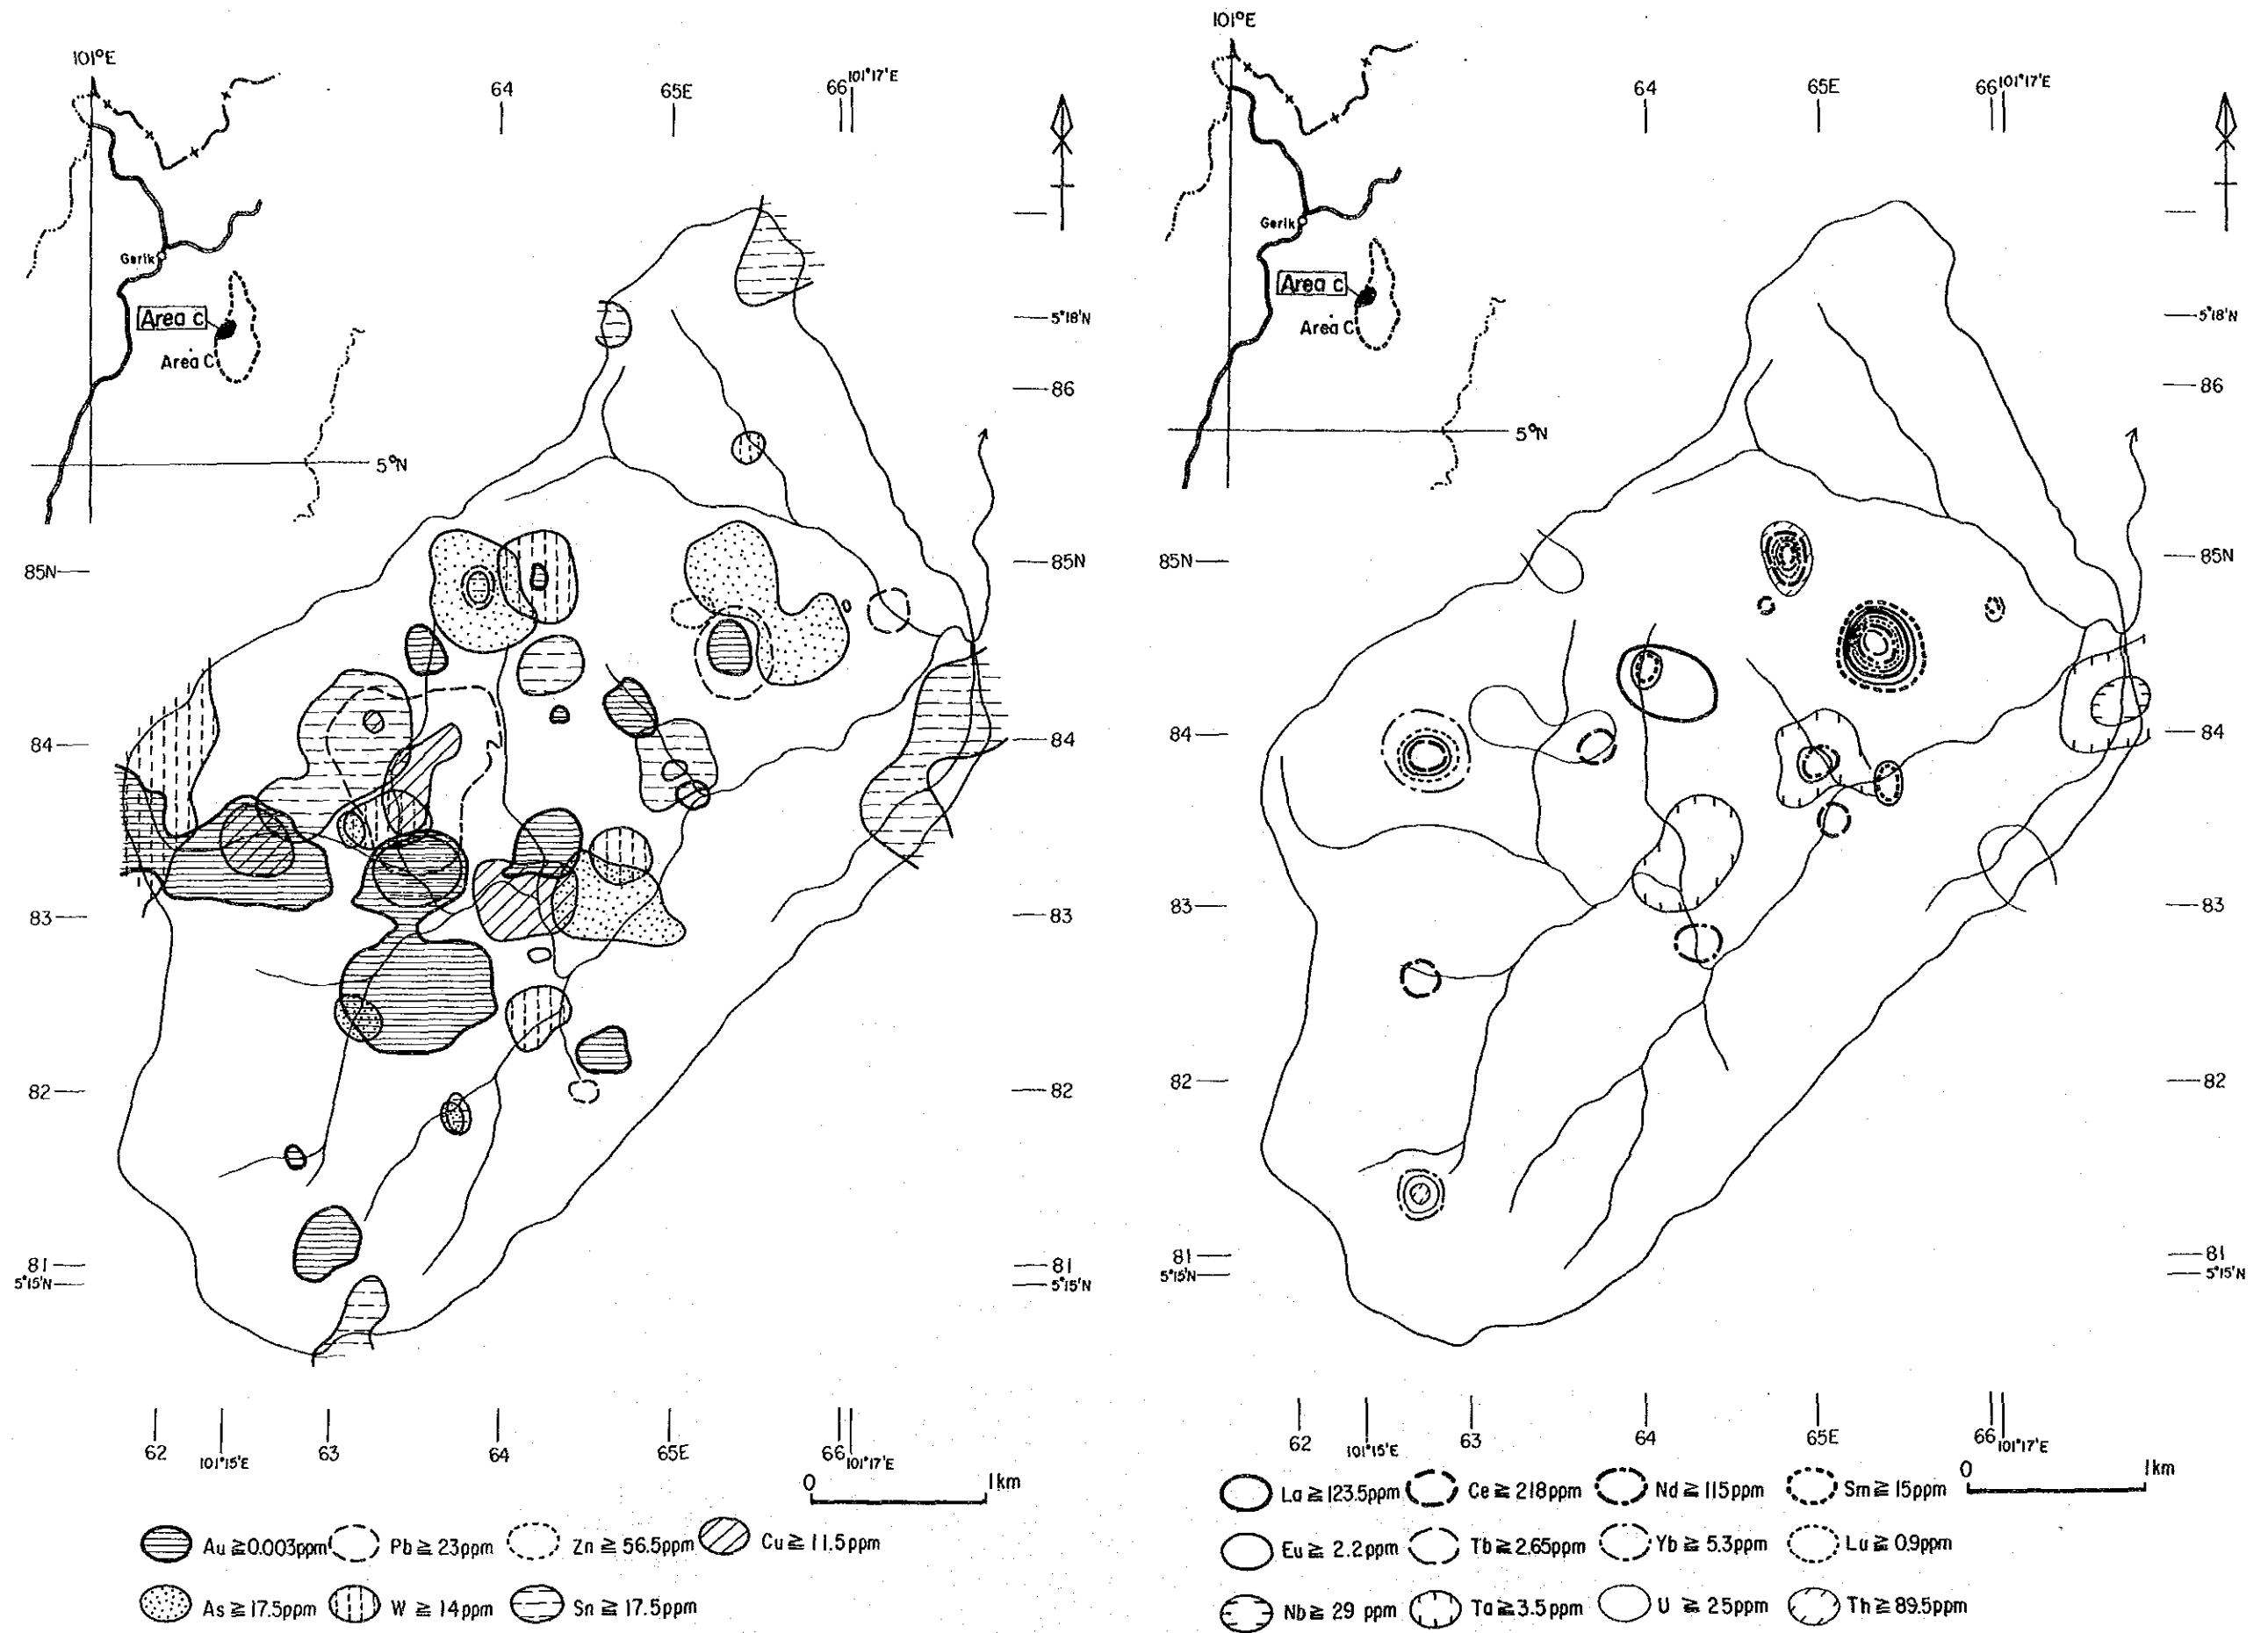 101°E
64
65E
66
101°17'E
Gerik
Area c
Area C
5°N
5°18'N
86
85N
85N
84
84
83
83
82
82
81
81
5°15'N
5°15'N
62
101°15'E
63
64
65E
66
101°17'E
0
1km
Au ≧ 0.003ppm
Pb ≧ 23ppm
Zn ≧ 56.5ppm
Cu ≧ 11.5ppm
As ≧ 17.5ppm
W ≧ 14ppm
Sn ≧ 17.5ppm
101°E
64
65E
66
101°17'E
Gerik
Area c
Area C
5°N
5°18'N
86
85N
85N
84
84
83
83
82
82
81
81
5°15'N
5°15'N
62
101°15'E
63
64
65E
66
101°17'E
0
1km
La ≧ 123.5ppm
Ce ≧ 218ppm
Nd ≧ 115ppm
Sm ≧ 15ppm
Eu ≧ 2.2ppm
Tb ≧ 2.65ppm
Yb ≧ 5.3ppm
Lu ≧ 0.9ppm
Nb ≧ 29 ppm
Ta ≧ 3.5ppm
U ≧ 25ppm
Th ≧ 89.5ppm